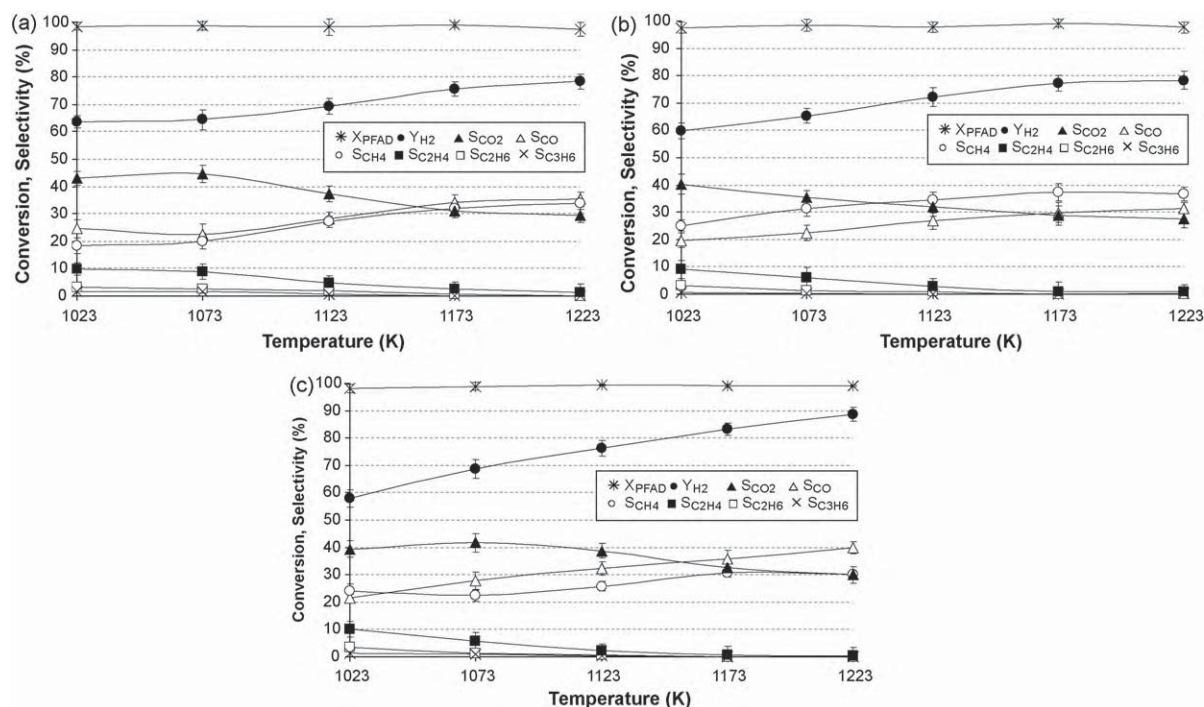 (a)
Conversion, Selectivity (%)
100
90
80
70
60
50
40
30
20
10
0
X_PFAD Y_H2 S_CO2 S_CO
S_CH4 S_C2H4 S_C2H6 S_C3H6
1023 1073 1123 1173 1223
Temperature (K)
(b)
Conversion, Selectivity (%)
100
90
80
70
60
50
40
30
20
10
0
X_PFAD Y_H2 S_CO2 S_CO
S_CH4 S_C2H4 S_C2H6 S_C3H6
1023 1073 1123 1173 1223
Temperature (K)
(c)
Conversion, Selectivity (%)
100
90
80
70
60
50
40
30
20
10
0
X_PFAD Y_H2 S_CO2 S_CO
S_CH4 S_C2H4 S_C2H6 S_C3H6
1023 1073 1123 1173 1223
Temperature (K)